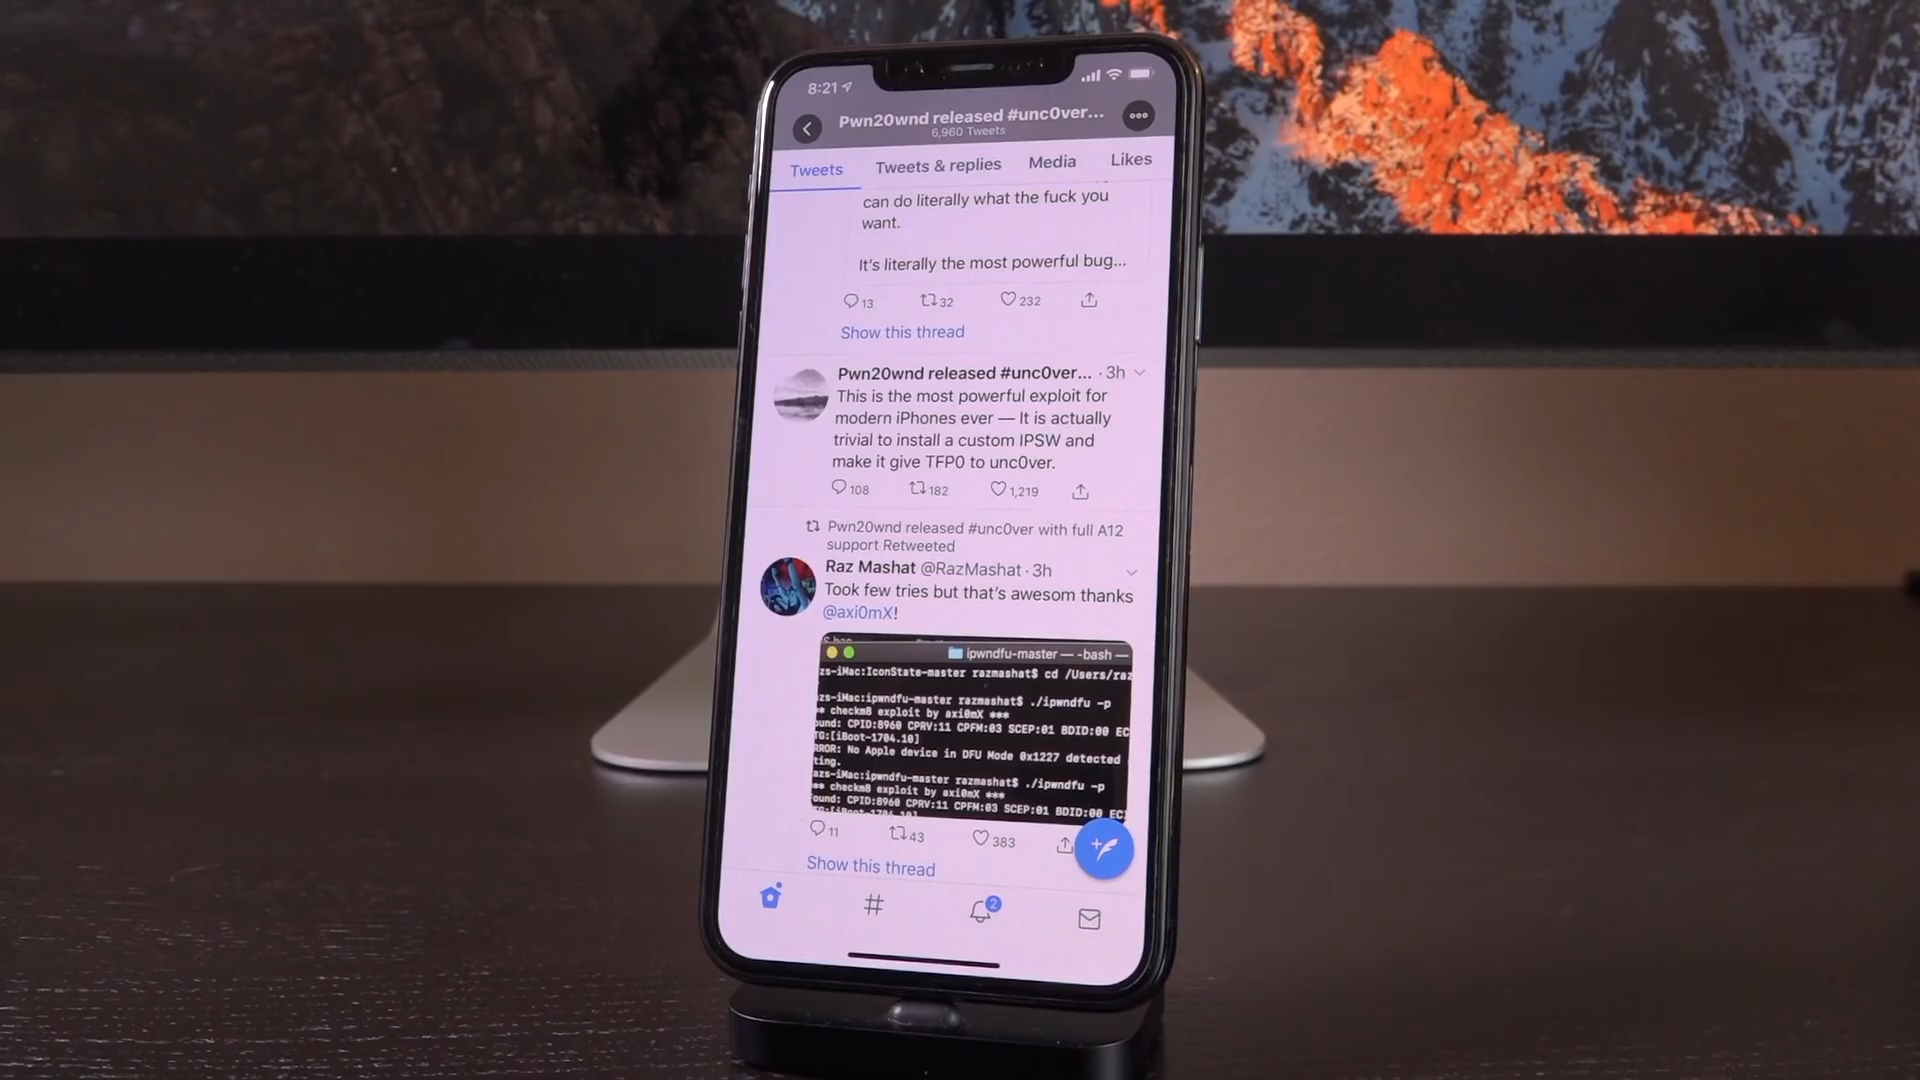 8:21
Pwn20wnd released #unc0ver...
6,960 Tweets
Tweets Tweets & replies Media Likes
can do literally what the fuck you
want.
It's literally the most powerful bug...
13 32 232
Show this thread
Pwn20wnd released #unc0ver... · 3h
This is the most powerful exploit for
modern iPhones ever — It is actually
trivial to install a custom IPSW and
make it give TFP0 to unc0ver.
108 182 1,219
Pwn20wnd released #unc0ver with full A12
support Retweeted
Raz Mashat @RazMashat · 3h
Took few tries but that's awesom thanks
@axi0mX!
ipwndfu-master — -bash —
zs-iMac:IconState-master razmashat$ cd /Users/raz
zs-iMac:ipwndfu-master razmashat$ ./ipwndfu -p
** checkm8 exploit by axi0mX ***
ound: CPID:8960 CPRV:11 CPFM:03 SCEP:01 BDID:00 EC
TG:[iBoot-1704.10]
RROR: No Apple device in DFU Mode 0x1227 detected
ting.
azs-iMac:ipwndfu-master razmashat$ ./ipwndfu -p
** checkm8 exploit by axi0mX ***
ound: CPID:8960 CPRV:11 CPFM:03 SCEP:01 BDID:00 EC
11 43 383
Show this thread
2